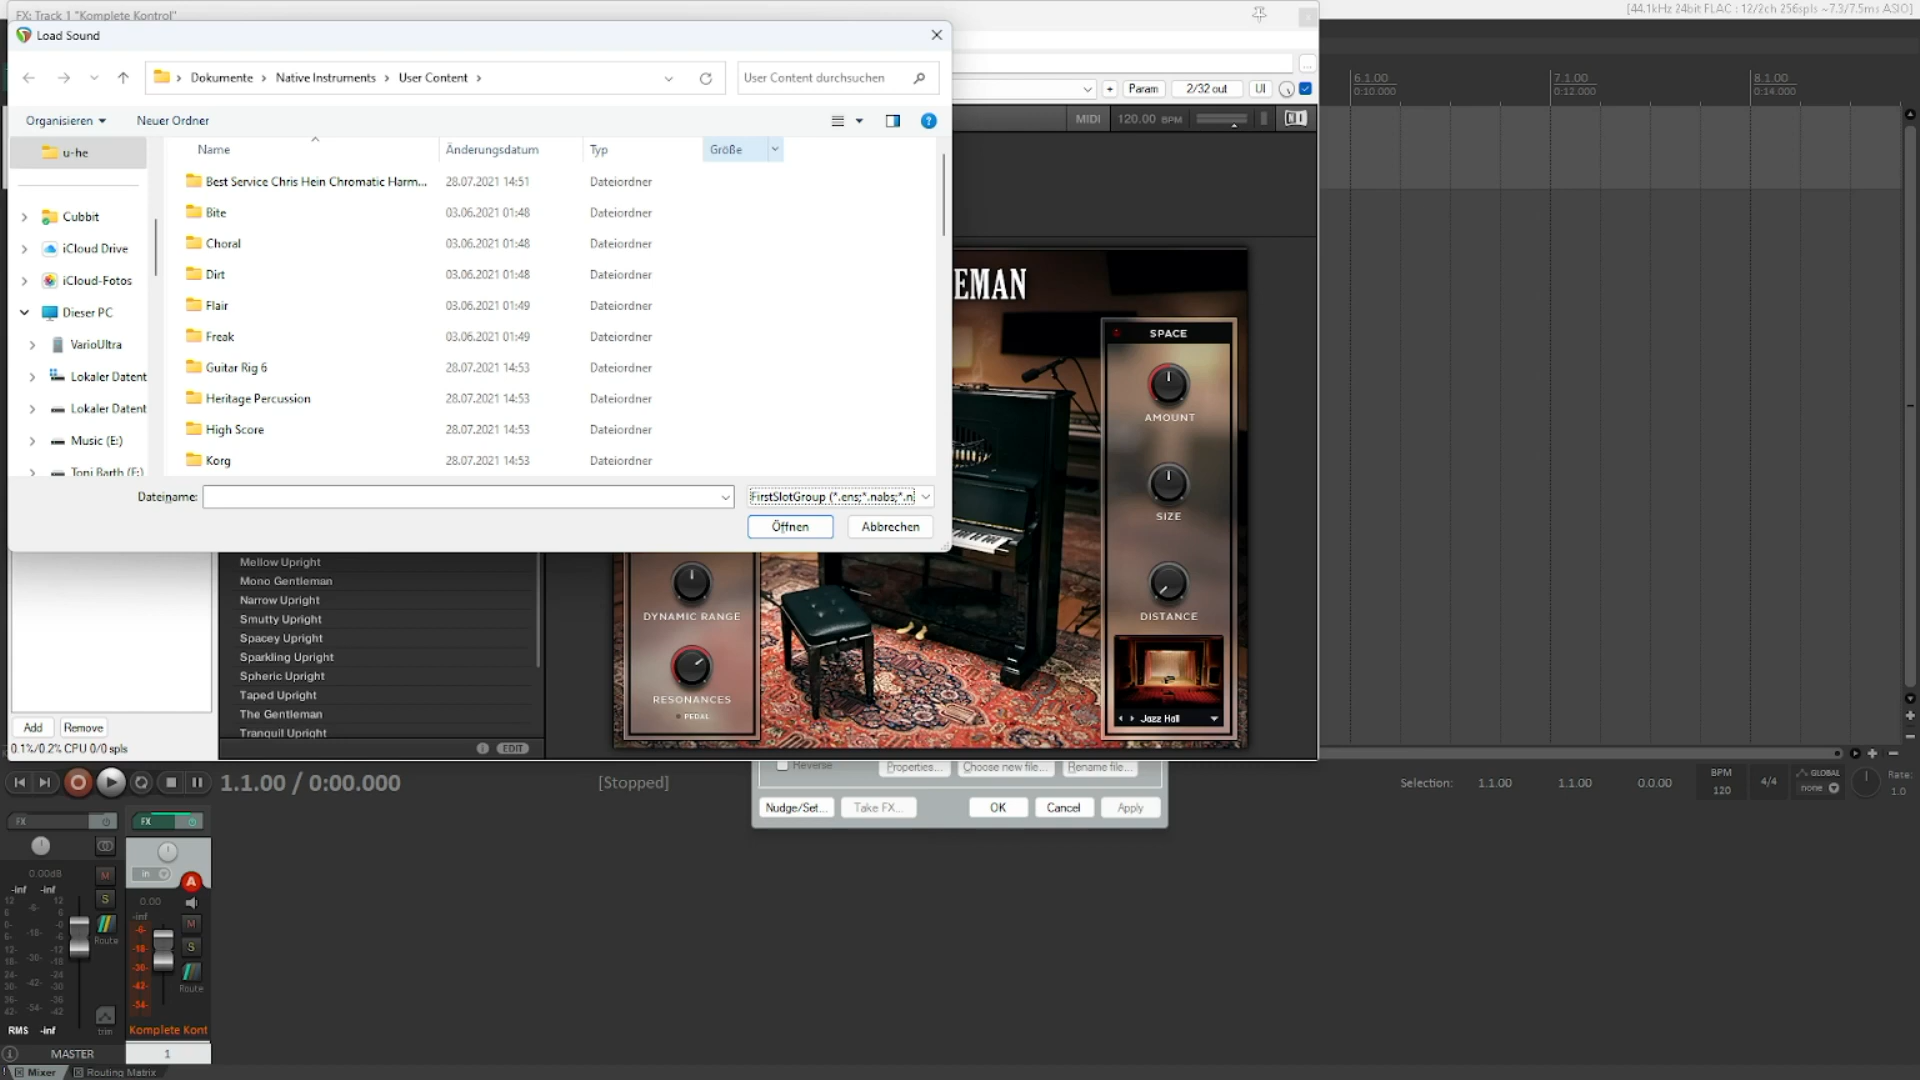 FX: Track 1 "Komplete Kontrol"
[44.1kHz 24bit FLAC : 12/2ch 256spls ~7.3/7.5ms ASIO]
Load Sound
Dokumente
Native Instruments
User Content
User Content durchsuchen
Param
2/32 out
UI
6.1.00
0:10.000
7.1.00
0:12.000
8.1.00
0:14.000
Organisieren
Neuer Ordner
MIDI
120.00 BPM
u-he
Name
Änderungsdatum
Typ
Größe
Best Service Chris Hein Chromatic Harm...
28.07.2021 14:51
Dateiordner
Bite
03.06.2021 01:48
Dateiordner
Cubbit
Choral
03.06.2021 01:48
Dateiordner
iCloud Drive
Dirt
03.06.2021 01:48
Dateiordner
iCloud-Fotos
Flair
03.06.2021 01:49
Dateiordner
Dieser PC
Freak
03.06.2021 01:49
Dateiordner
VarioUltra
Guitar Rig 6
28.07.2021 14:53
Dateiordner
Lokaler Datent
Heritage Percussion
28.07.2021 14:53
Dateiordner
Lokaler Datent
High Score
28.07.2021 14:53
Dateiordner
Music (E:)
Korg
28.07.2021 14:53
Dateiordner
Toni Barth (F:)
Dateiname:
FirstSlotGroup (*.ens;*.nabs;*.n
Öffnen
Abbrechen
EMAN
SPACE
AMOUNT
SIZE
DISTANCE
Jazz Hall
DYNAMIC RANGE
RESONANCES
PEDAL
Mellow Upright
Mono Gentleman
Narrow Upright
Smutty Upright
Spacey Upright
Sparkling Upright
Spheric Upright
Taped Upright
The Gentleman
Tranquil Upright
EDIT
Add
Remove
0.1%/0.2% CPU 0/0 spls
Reverse
Properties...
Choose new file...
Rename file...
Nudge/Set...
Take FX...
OK
Cancel
Apply
1.1.00 / 0:00.000
[Stopped]
Selection:
1.1.00
1.1.00
0.0.00
BPM
120
4/4
GLOBAL
none
Rate:
1.0
FX
FX
in
0.00dB
-inf -inf
M
S
Route
trim
RMS -inf
MASTER
A
0.00
-inf
-6-
-18-
-30-
-42-
-54-
M
S
Route
Komplete Kont
1
Mixer
Routing Matrix